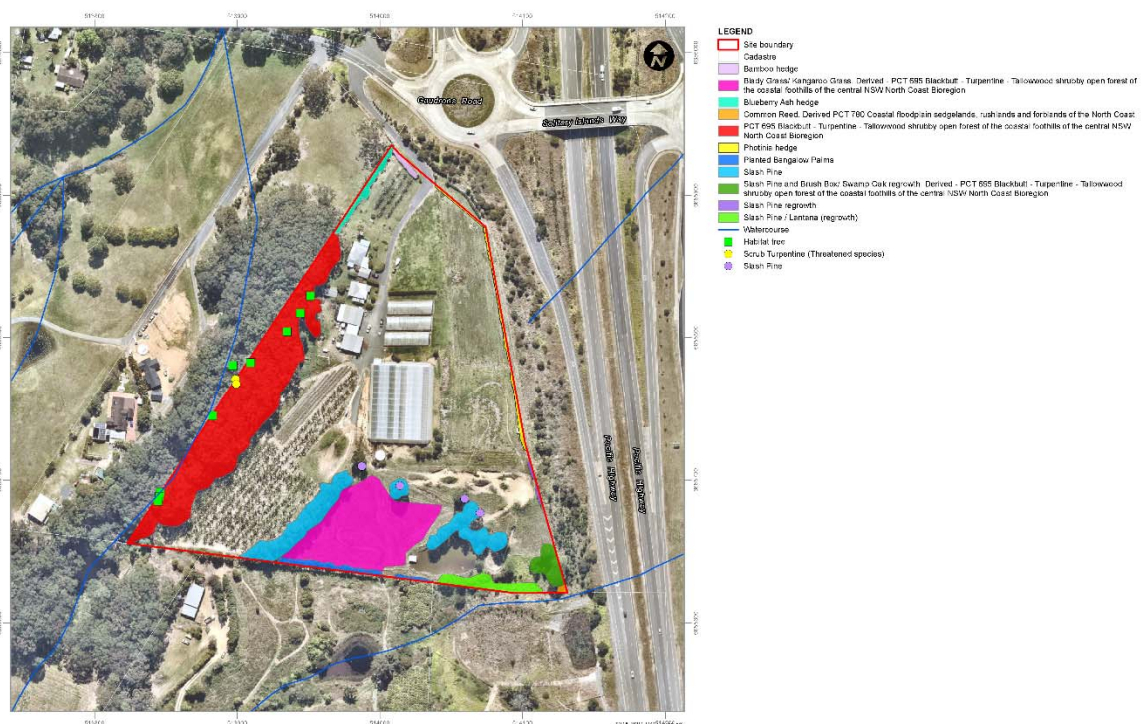 N
Solitary Islands Way
Pacific Highway
Pacific Highway
LEGEND
Site boundary
Cadastre
Bamboo hedge
Blady Grass/ Kangaroo Grass. Derived - PCT 695 Blackbutt - Turpentine - Tallowwood shrubby open forest of
the coastal foothills of the central NSW North Coast Bioregion
Blueberry Ash hedge
Common Reed. Derived PCT 780 Coastal floodplain sedgelands, rushlands and forblands of the North Coast
PCT 695 Blackbutt - Turpentine - Tallowwood shrubby open forest of the coastal foothills of the central NSW
North Coast Bioregion
Photinia hedge
Planted Bangalow Palms
Slash Pine
Slash Pine and Brush Box/ Swamp Oak regrowth. Derived - PCT 695 Blackbutt - Turpentine - Tallowwood
shrubby open forest of the coastal foothills of the central NSW North Coast Bioregion
Slash Pine regrowth
Slash Pine / Lantana (regrowth)
Watercourse
Habitat tree
Scrub Turpentine (Threatened species)
Slash Pine